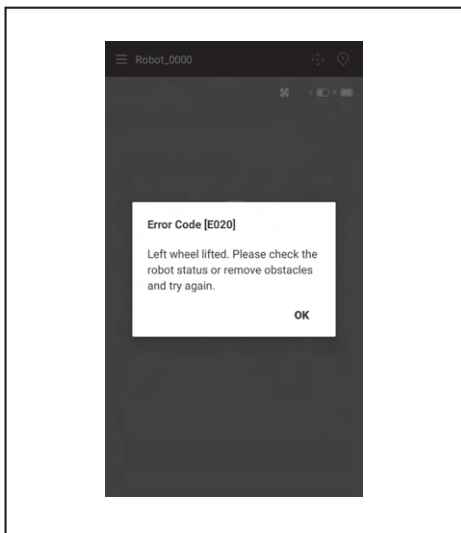 Robot_0000
L R
Error Code [E020]
Left wheel lifted. Please check the
robot status or remove obstacles
and try again.
OK